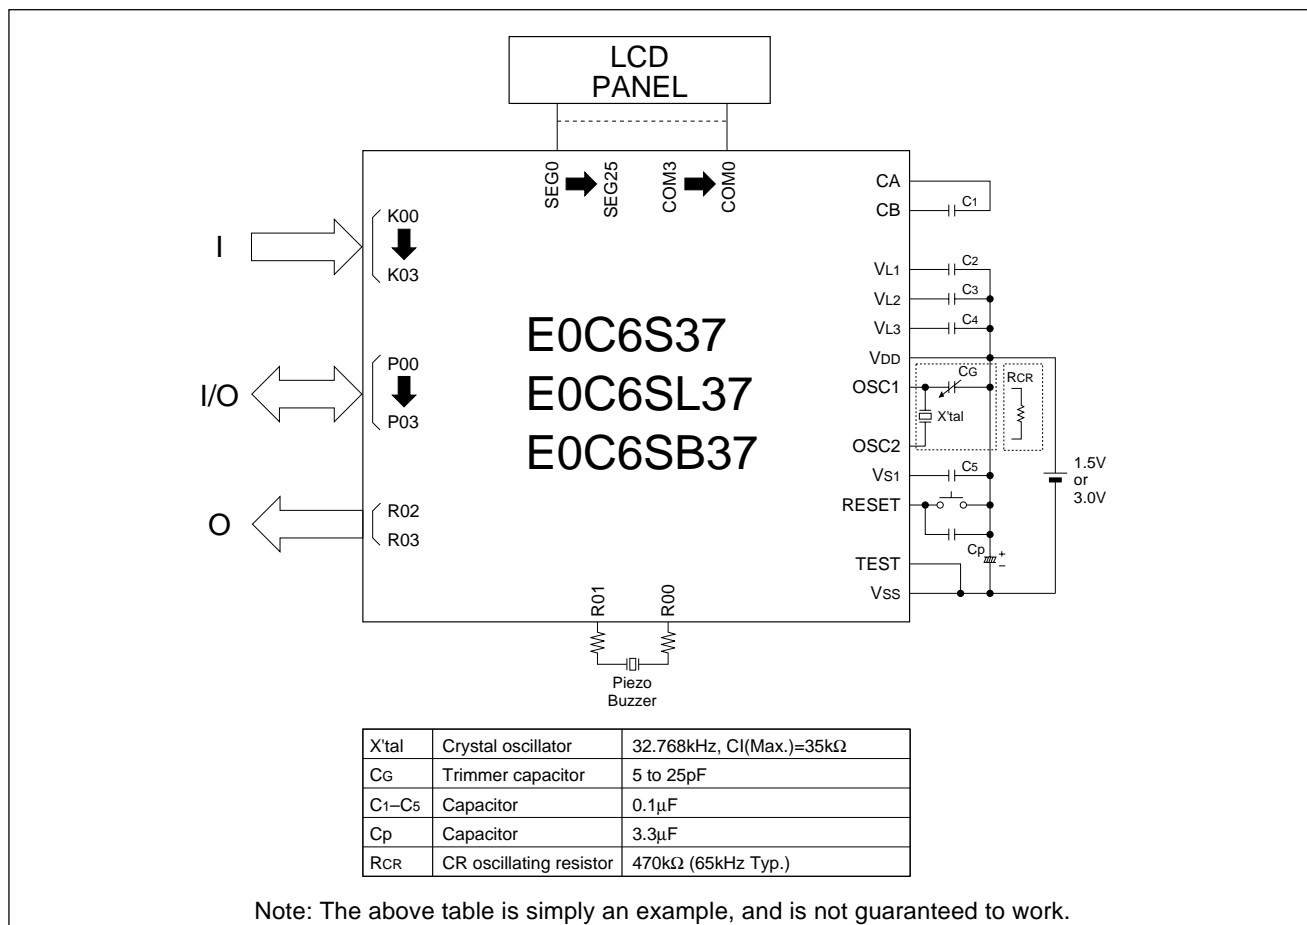 LCD
PANEL
SEG0
SEG25
COM3
COM0
CA
CB
C1
I
K00
K03
VL1
C2
VL2
C3
VL3
C4
E0C6S37
E0C6SL37
E0C6SB37
VDD
I/O
P00
P03
OSC1
CG
RCR
X'tal
OSC2
VS1
C5
1.5V
or
3.0V
RESET
O
R02
R03
Cp
+
–
TEST
VSS
R01
R00
Piezo
Buzzer
X'tal Crystal oscillator 32.768kHz, CI(Max.)=35kΩ
CG Trimmer capacitor 5 to 25pF
C1–C5 Capacitor 0.1µF
Cp Capacitor 3.3µF
RCR CR oscillating resistor 470kΩ (65kHz Typ.)
Note: The above table is simply an example, and is not guaranteed to work.